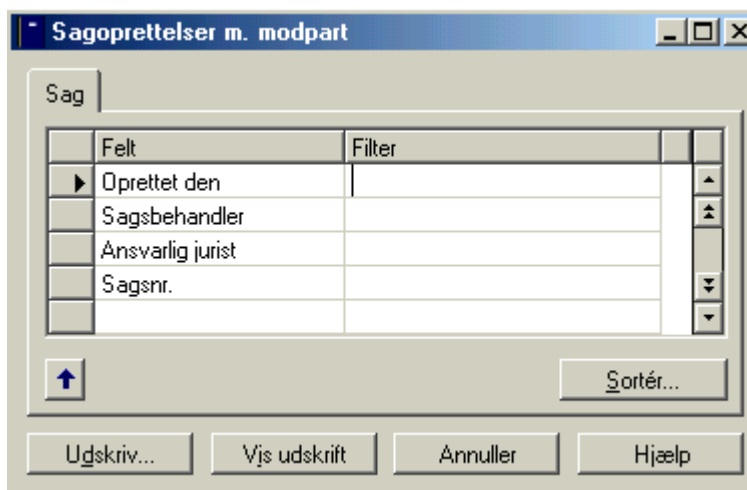 Sagoprettelser m. modpart
Sag
Felt Filter
Oprettet den
Sagsbehandler
Ansvarlig jurist
Sagsnr.
Sortér...
Udskriv... Vis udskrift Annuller Hjælp